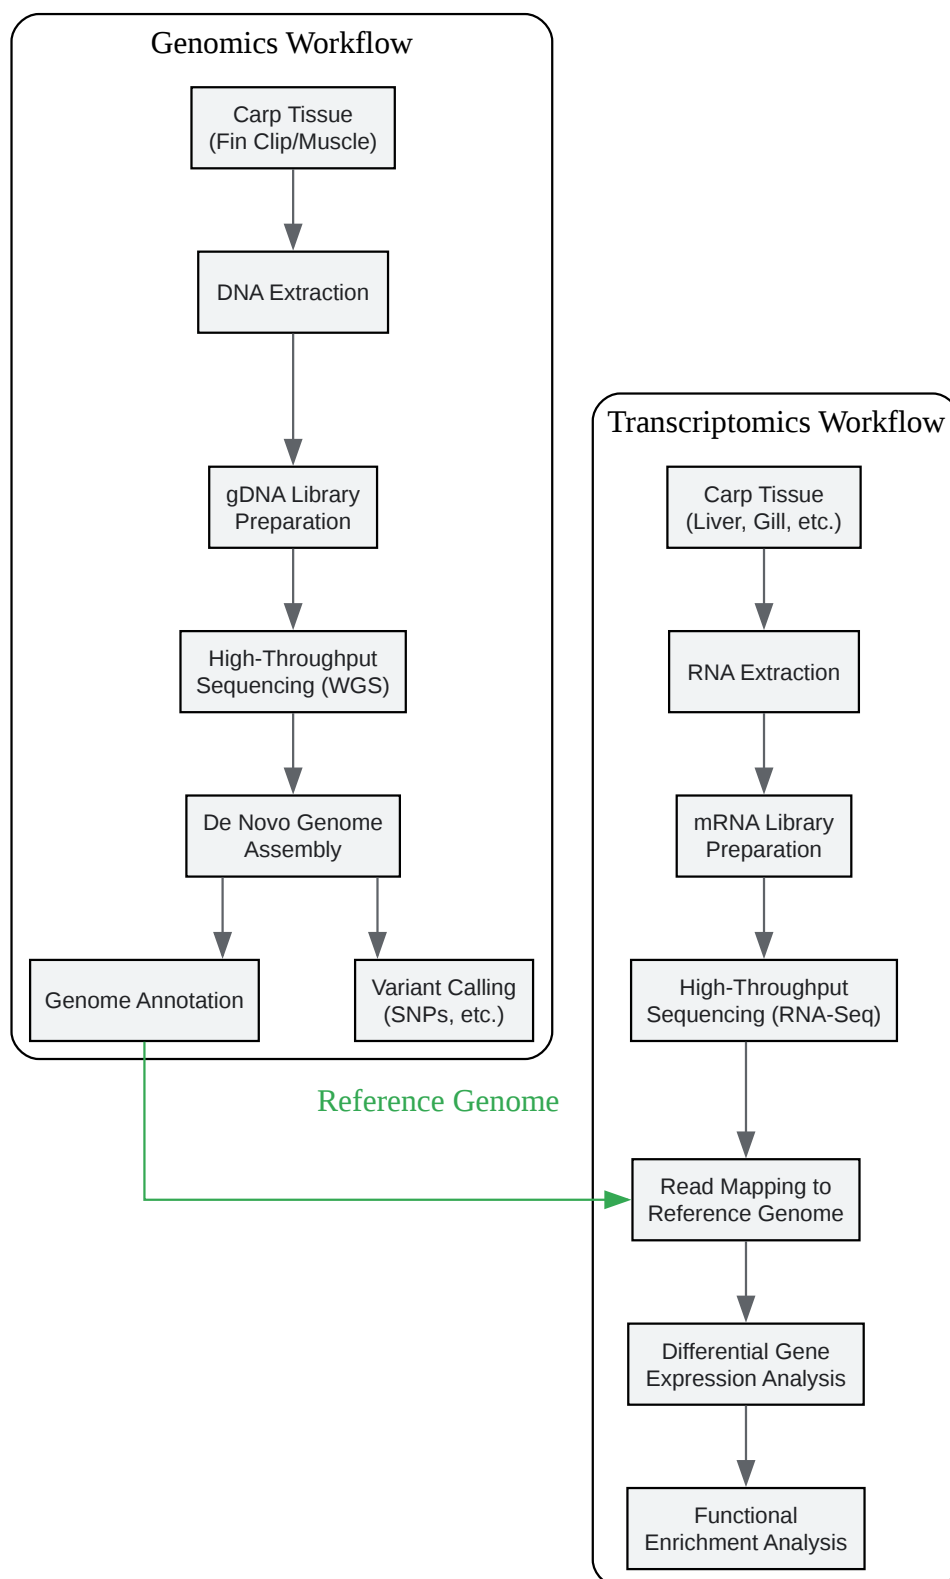 Genomics Workflow
Carp Tissue
(Fin Clip/Muscle)
DNA Extraction
gDNA Library
Preparation
High-Throughput
Sequencing (WGS)
De Novo Genome
Assembly
Genome Annotation
Variant Calling
(SNPs, etc.)
Reference Genome
Transcriptomics Workflow
Carp Tissue
(Liver, Gill, etc.)
RNA Extraction
mRNA Library
Preparation
High-Throughput
Sequencing (RNA-Seq)
Read Mapping to
Reference Genome
Differential Gene
Expression Analysis
Functional
Enrichment Analysis